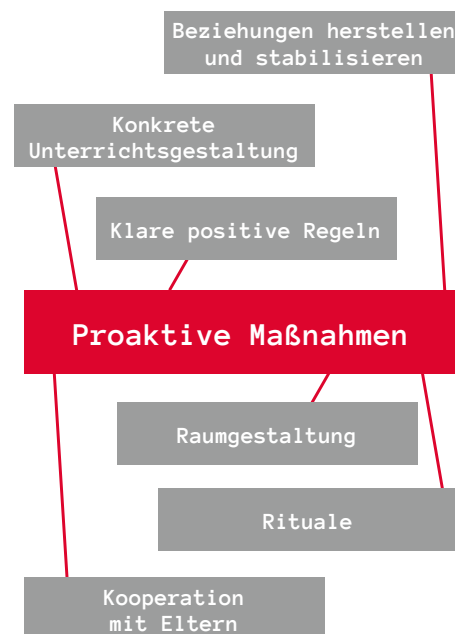 Beziehungen herstellen
und stabilisieren
Konkrete
Unterrichtsgestaltung
Klare positive Regeln
Proaktive Maßnahmen
Raumgestaltung
Rituale
Kooperation
mit Eltern